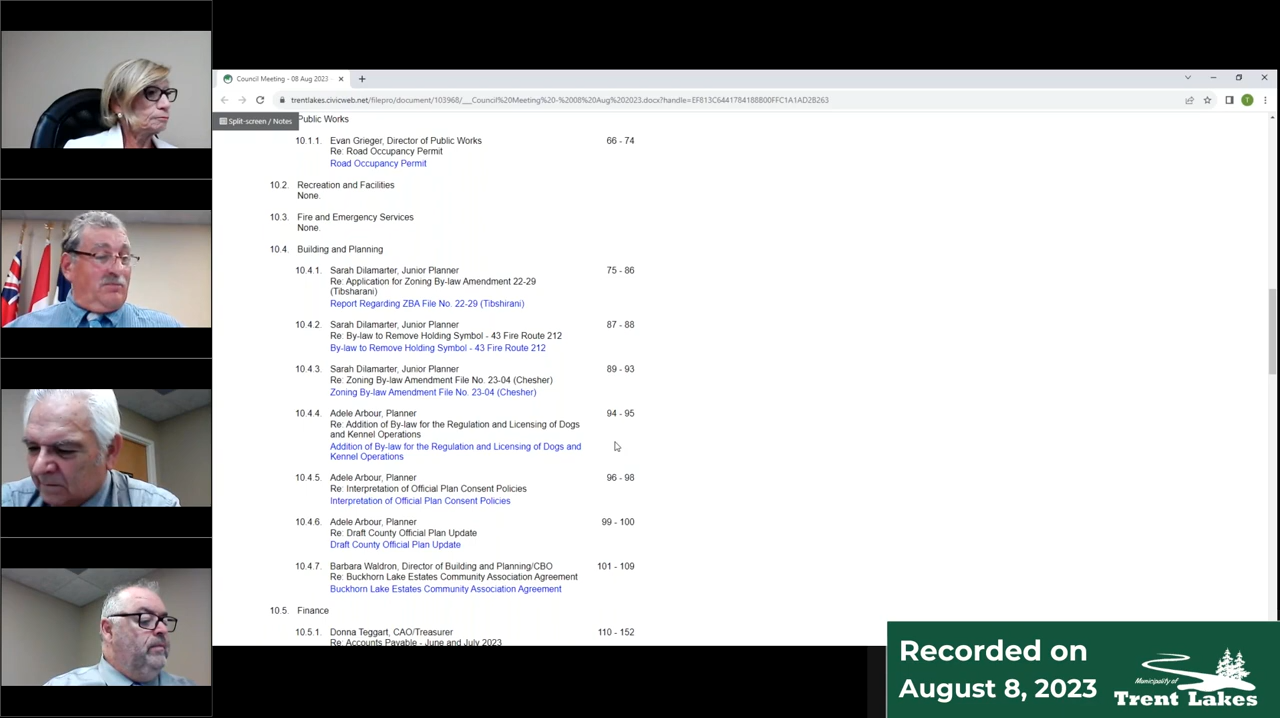 Council Meeting - 08 Aug 2023
trentlakes.civicweb.net/filepro/document/103968/___Council%20Meeting%20-%2008%20Aug%202023.docx?handle=EF813C6441784188B00FFC1A1AD2B263
Split-screen / Notes
Public Works
10.1.1. Evan Grieger, Director of Public Works 66 - 74
Re: Road Occupancy Permit
Road Occupancy Permit
10.2. Recreation and Facilities
None.
10.3. Fire and Emergency Services
None.
10.4. Building and Planning
10.4.1. Sarah Dilamarter, Junior Planner 75 - 86
Re: Application for Zoning By-law Amendment 22-29
(Tibsharani)
Report Regarding ZBA File No. 22-29 (Tibshirani)
10.4.2. Sarah Dilamarter, Junior Planner 87 - 88
Re: By-law to Remove Holding Symbol - 43 Fire Route 212
By-law to Remove Holding Symbol - 43 Fire Route 212
10.4.3. Sarah Dilamarter, Junior Planner 89 - 93
Re: Zoning By-law Amendment File No. 23-04 (Chesher)
Zoning By-law Amendment File No. 23-04 (Chesher)
10.4.4. Adele Arbour, Planner 94 - 95
Re: Addition of By-law for the Regulation and Licensing of Dogs
and Kennel Operations
Addition of By-law for the Regulation and Licensing of Dogs and
Kennel Operations
10.4.5. Adele Arbour, Planner 96 - 98
Re: Interpretation of Official Plan Consent Policies
Interpretation of Official Plan Consent Policies
10.4.6. Adele Arbour, Planner 99 - 100
Re: Draft County Official Plan Update
Draft County Official Plan Update
10.4.7. Barbara Waldron, Director of Building and Planning/CBO 101 - 109
Re: Buckhorn Lake Estates Community Association Agreement
Buckhorn Lake Estates Community Association Agreement
10.5. Finance
10.5.1. Donna Teggart, CAO/Treasurer 110 - 152
Re: Accounts Payable - June and July 2023
Recorded on
August 8, 2023
Municipality of
Trent Lakes